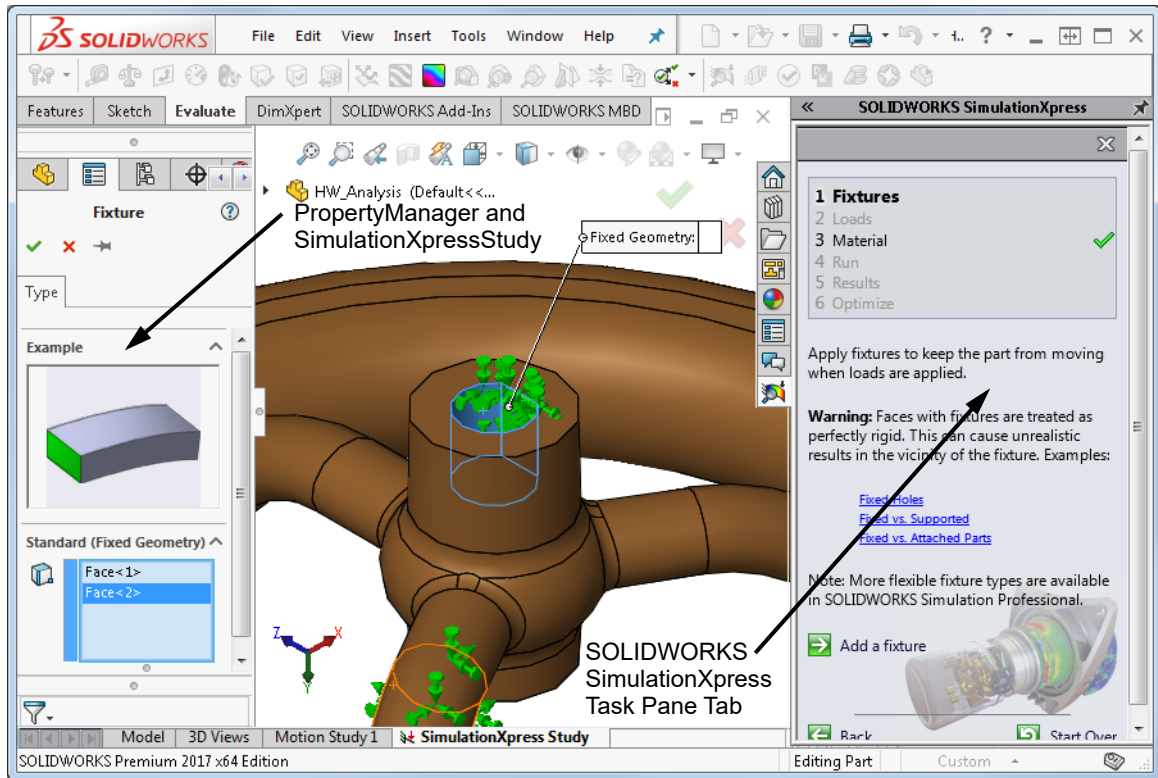 SOLIDWORKS File Edit View Insert Tools Window Help ?
Features Sketch Evaluate DimXpert SOLIDWORKS Add-Ins SOLIDWORKS MBD
SOLIDWORKS SimulationXpress
Fixture
Type
Example
Standard (Fixed Geometry)
Face<1>
Face<2>
HW_Analysis (Default<<...
PropertyManager and
SimulationXpressStudy
Fixed Geometry:
Z
X
Y
SOLIDWORKS
SimulationXpress
Task Pane Tab
1 Fixtures
2 Loads
3 Material
4 Run
5 Results
6 Optimize
Apply fixtures to keep the part from moving
when loads are applied.
Warning: Faces with fixtures are treated as
perfectly rigid. This can cause unrealistic
results in the vicinity of the fixture. Examples:
Fixed Holes
Fixed vs. Supported
Fixed vs. Attached Parts
Note: More flexible fixture types are available
in SOLIDWORKS Simulation Professional.
Add a fixture
Back Start Over
Model 3D Views Motion Study 1 SimulationXpress Study
SOLIDWORKS Premium 2017 x64 Edition Editing Part Custom